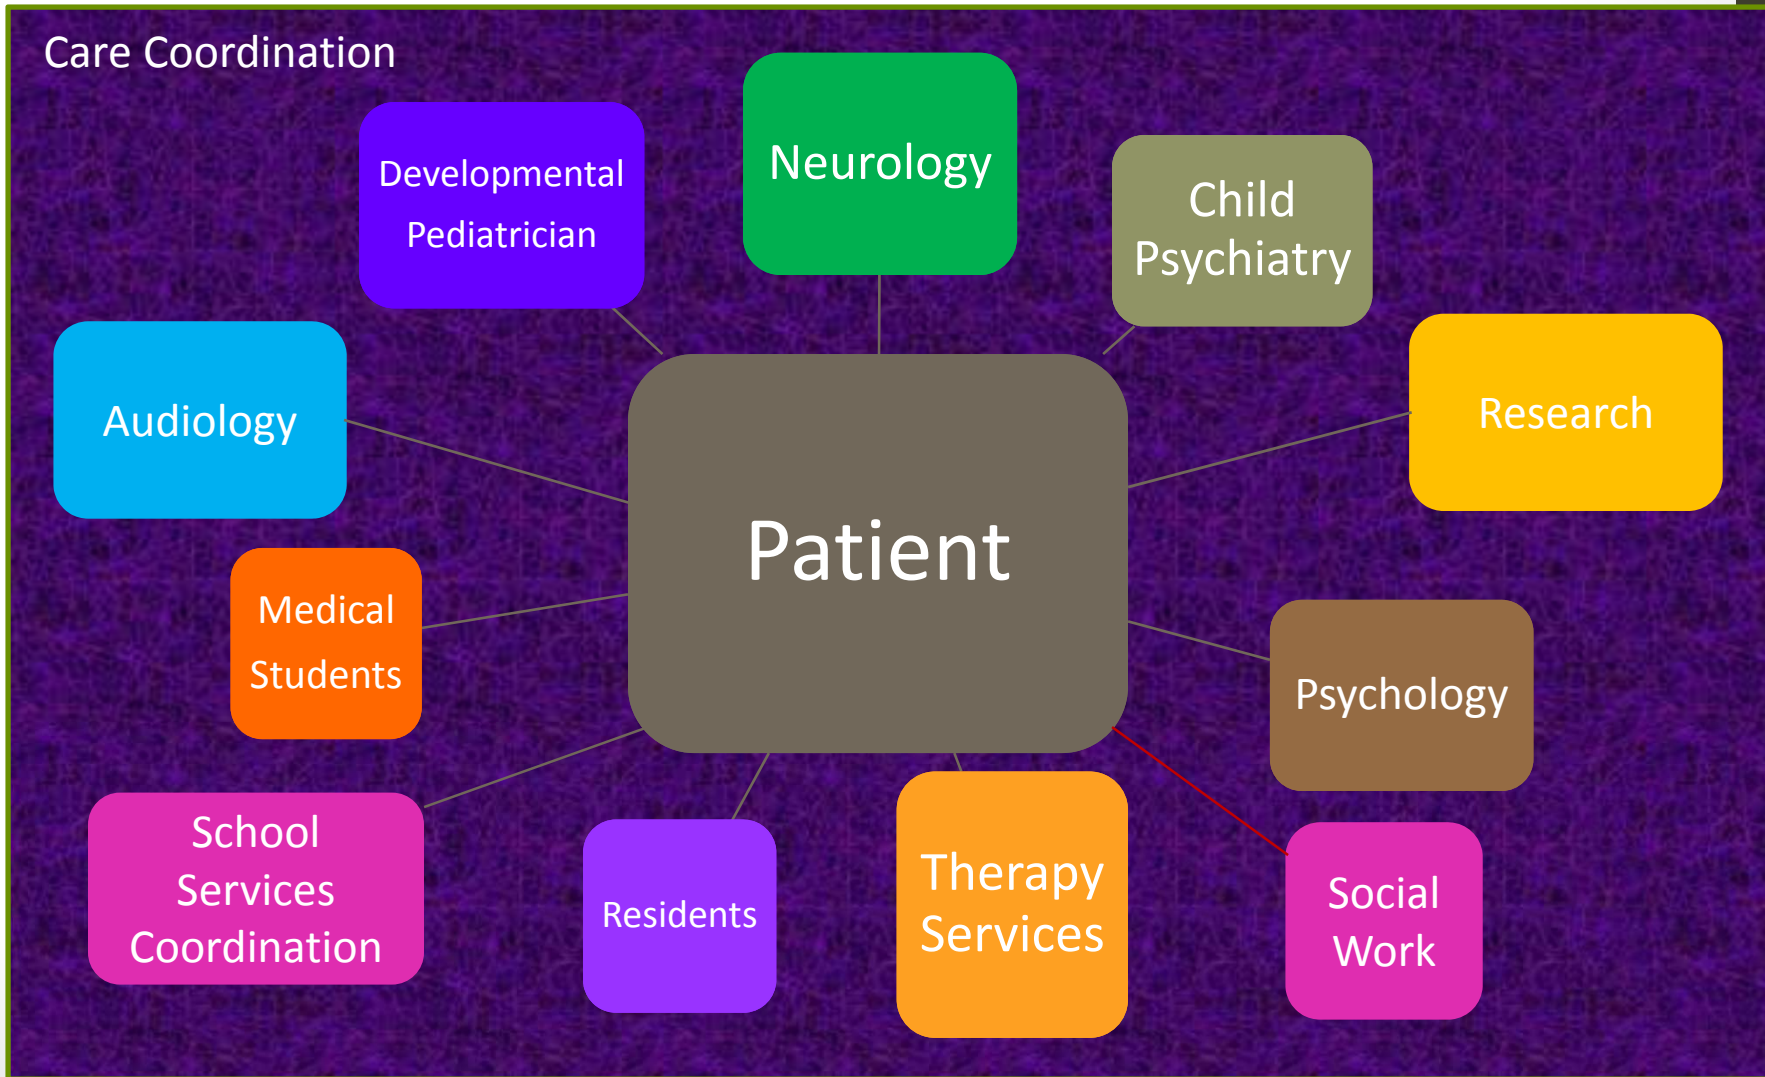 Care Coordination
Neurology
Developmental
Pediatrician
Child
Psychiatry
Audiology
Research
Patient
Medical
Students
Psychology
School
Services
Coordination
Residents
Therapy
Services
Social
Work